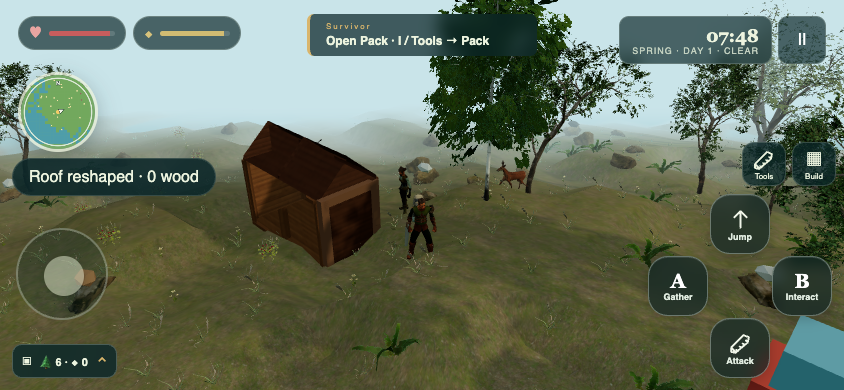 Survivor
Open Pack · I / Tools → Pack
07:48
SPRING · DAY 1 · CLEAR
Roof reshaped · 0 wood
Tools
Build
Jump
A
Gather
B
Interact
Attack
6 · 0